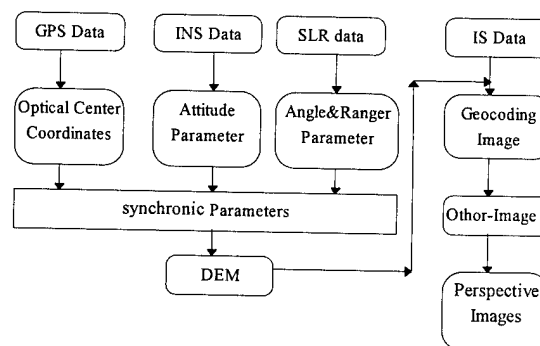 GPS Data
INS Data
SLR data
IS Data
Optical Center
Coordinates
Attitude
Parameter
Angle&Ranger
Parameter
Geocoding
Image
synchronic Parameters
Othor-Image
DEM
Perspective
Images